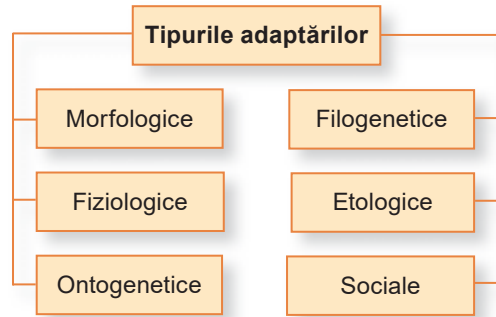 Tipurile adaptărilor
Morfologice
Filogenetice
Fiziologice
Etologice
Ontogenetice
Sociale